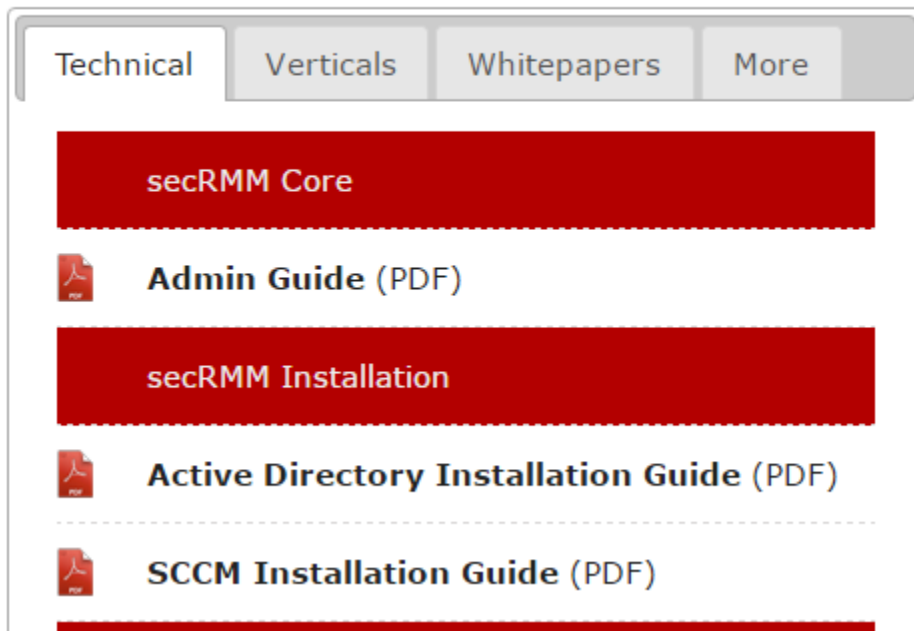 Technical Verticals Whitepapers More
secRMM Core
PDF Admin Guide (PDF)
secRMM Installation
PDF Active Directory Installation Guide (PDF)
PDF SCCM Installation Guide (PDF)